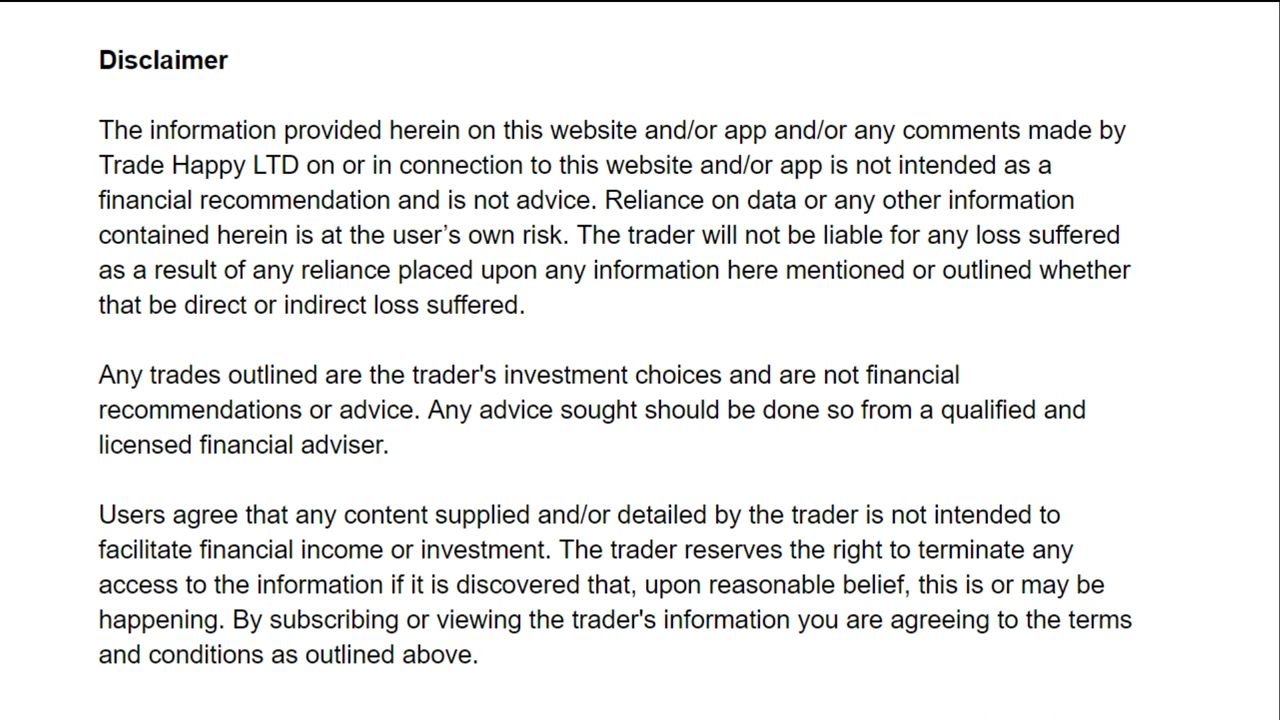 Disclaimer
The information provided herein on this website and/or app and/or any comments made by
Trade Happy LTD on or in connection to this website and/or app is not intended as a
financial recommendation and is not advice. Reliance on data or any other information
contained herein is at the user’s own risk. The trader will not be liable for any loss suffered
as a result of any reliance placed upon any information here mentioned or outlined whether
that be direct or indirect loss suffered.
Any trades outlined are the trader's investment choices and are not financial
recommendations or advice. Any advice sought should be done so from a qualified and
licensed financial adviser.
Users agree that any content supplied and/or detailed by the trader is not intended to
facilitate financial income or investment. The trader reserves the right to terminate any
access to the information if it is discovered that, upon reasonable belief, this is or may be
happening. By subscribing or viewing the trader's information you are agreeing to the terms
and conditions as outlined above.